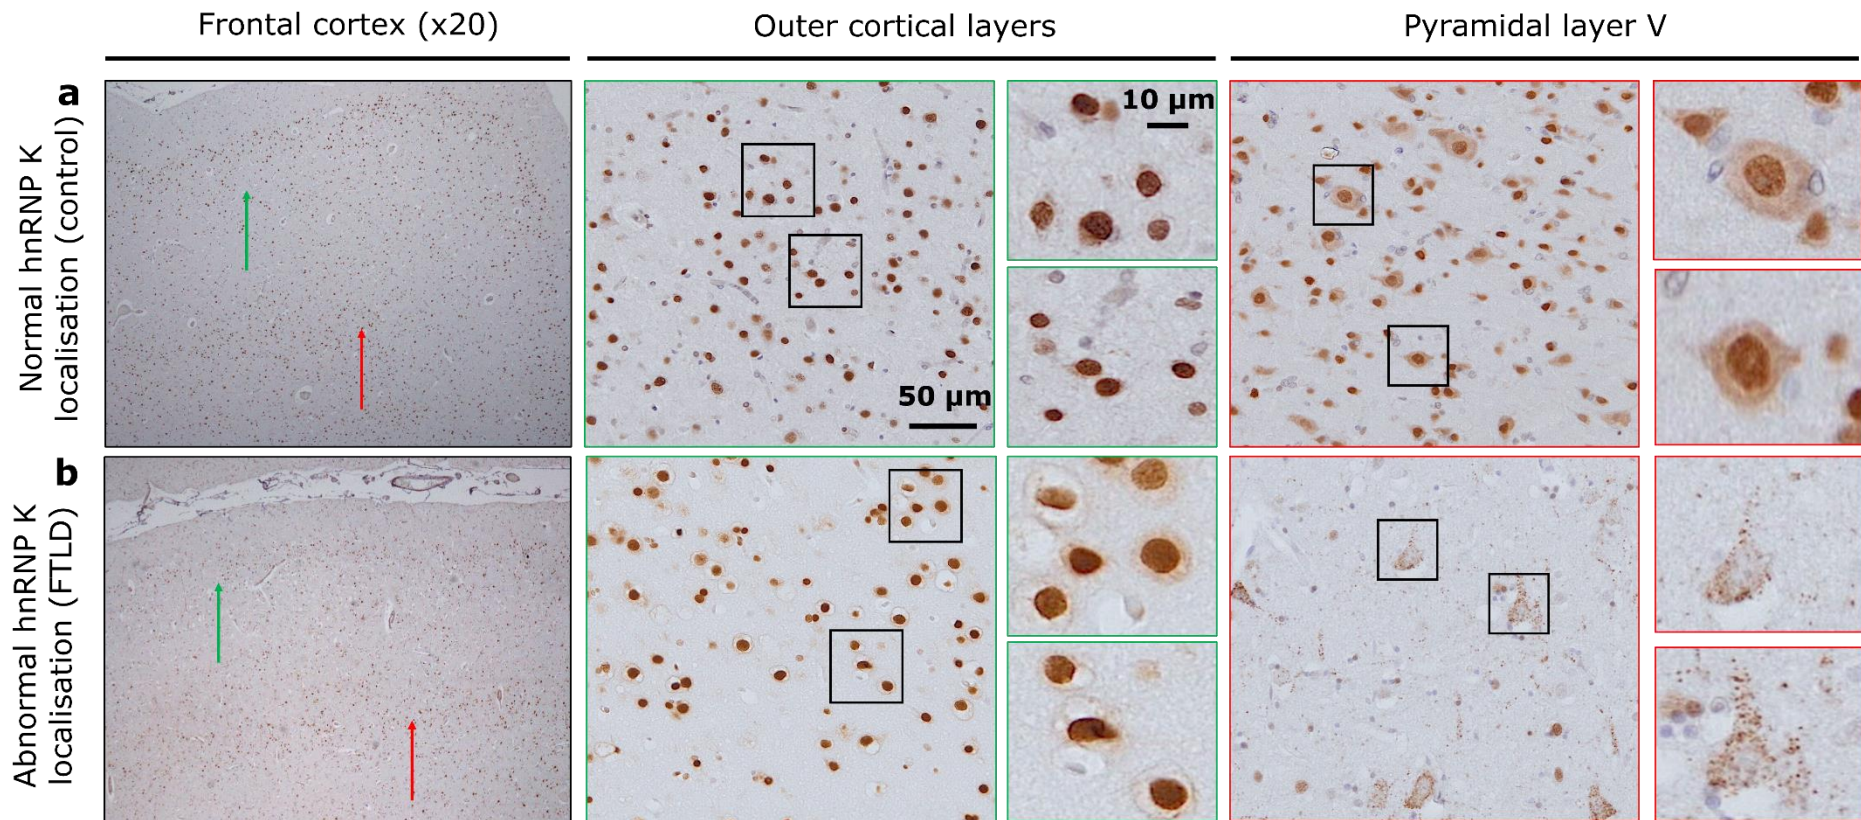 Frontal cortex (x20)
Outer cortical layers
Pyramidal layer V
a
Normal hnRNP K
localisation (control)
10 µm
50 µm
b
Abnormal hnRNP K
localisation (FTLD)